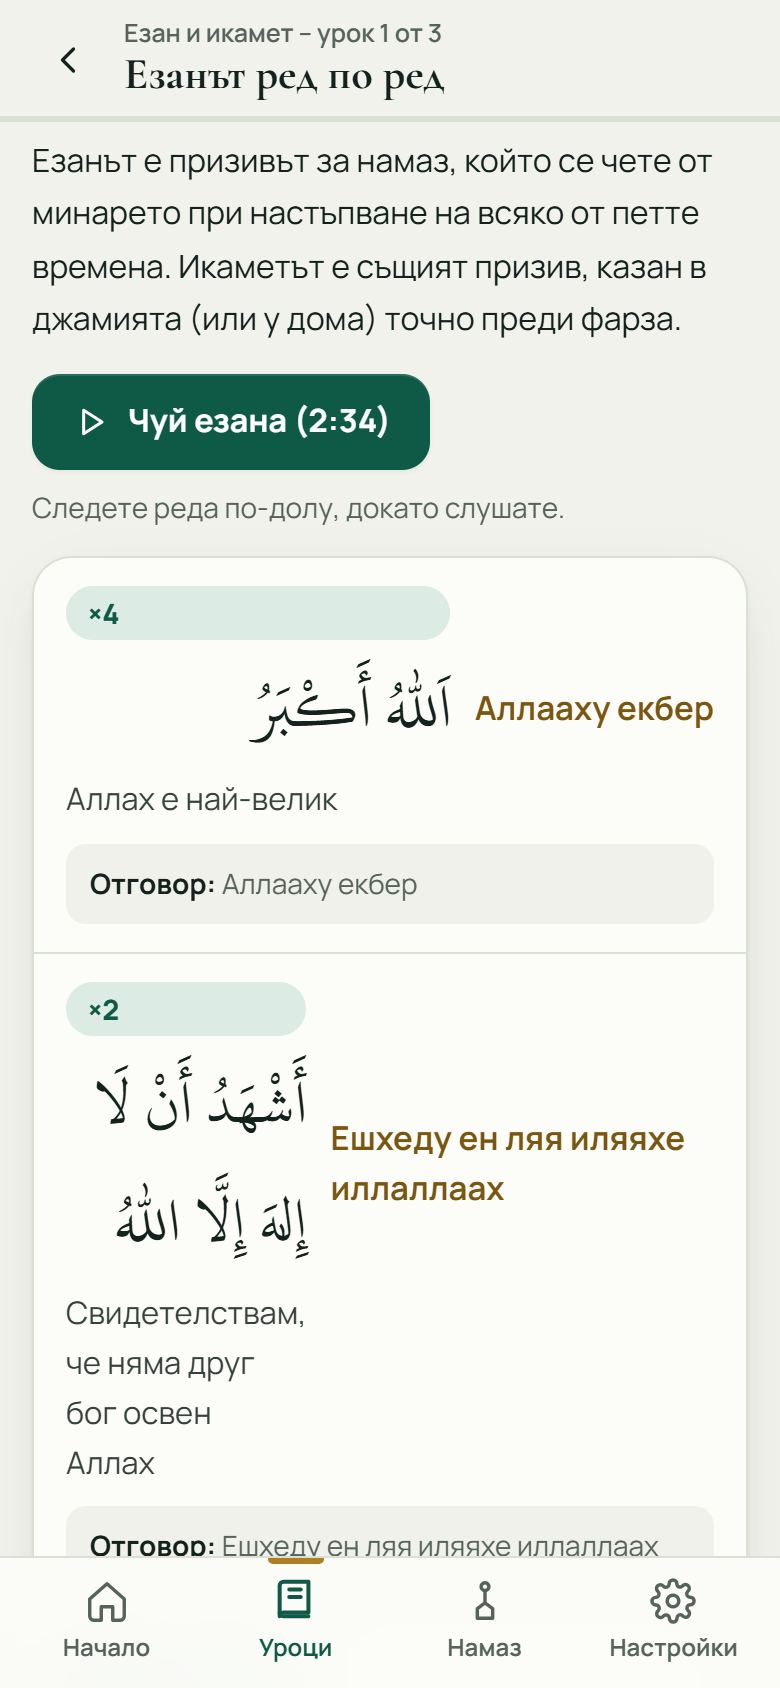 Езан и икамет – урок 1 от 3
Езанът ред по ред
Езанът е призивът за намаз, който се чете от
минарето при настъпване на всяко от петте
времена. Икаметът е същият призив, казан в
джамията (или у дома) точно преди фарза.
Чуй езана (2:34)
Следете реда по-долу, докато слушате.
×4
اَللّٰهُ أَكْبَرُ
Аллааху екбер
Аллах е най-велик
Отговор: Аллааху екбер
×2
أَشْهَدُ أَنْ لَا
إِلهَ إِلَّا اللّٰهُ
Ешхеду ен ляя иляяхе
иллаллаах
Свидетелствам,
че няма друг
бог освен
Аллах
Отговор: Ешхеду ен ляя иляяхе иллаллаах
Начало
Уроци
Намаз
Настройки